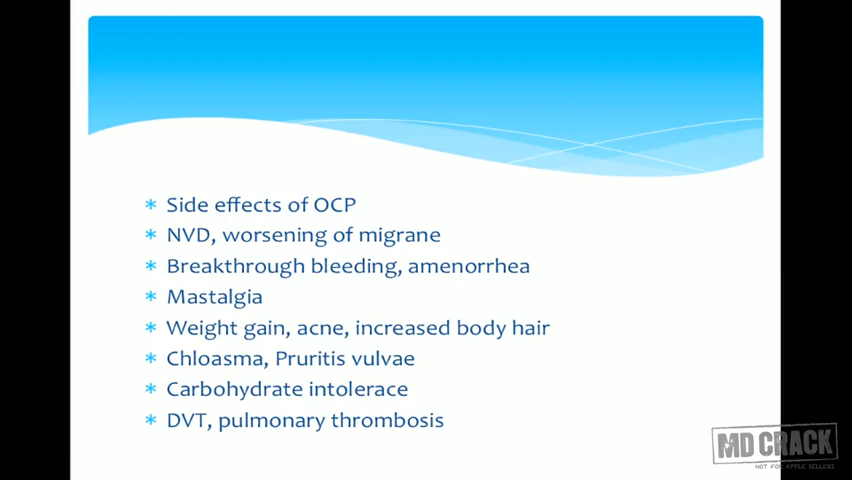 * Side effects of OCP
* NVD, worsening of migrane
* Breakthrough bleeding, amenorrhea
* Mastalgia
* Weight gain, acne, increased body hair
* Chloasma, Pruritis vulvae
* Carbohydrate intolerace
* DVT, pulmonary thrombosis
MD CRACK
NOT FOR APPLE SELLERS